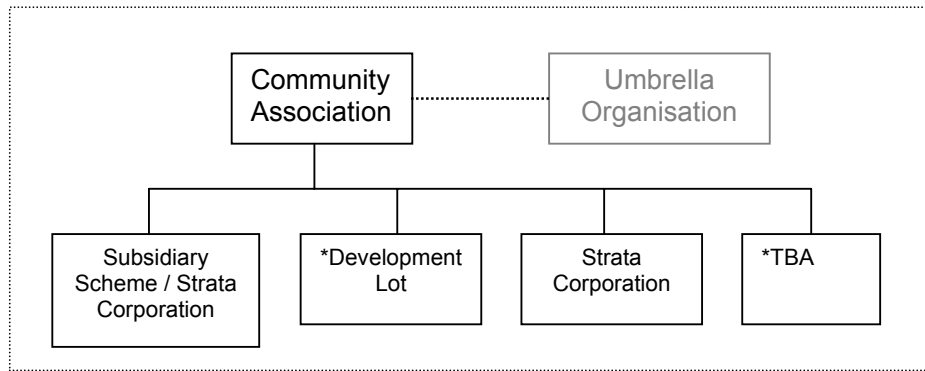 Community
Association
Umbrella
Organisation
Subsidiary
Scheme / Strata
Corporation
*Development
Lot
Strata
Corporation
*TBA